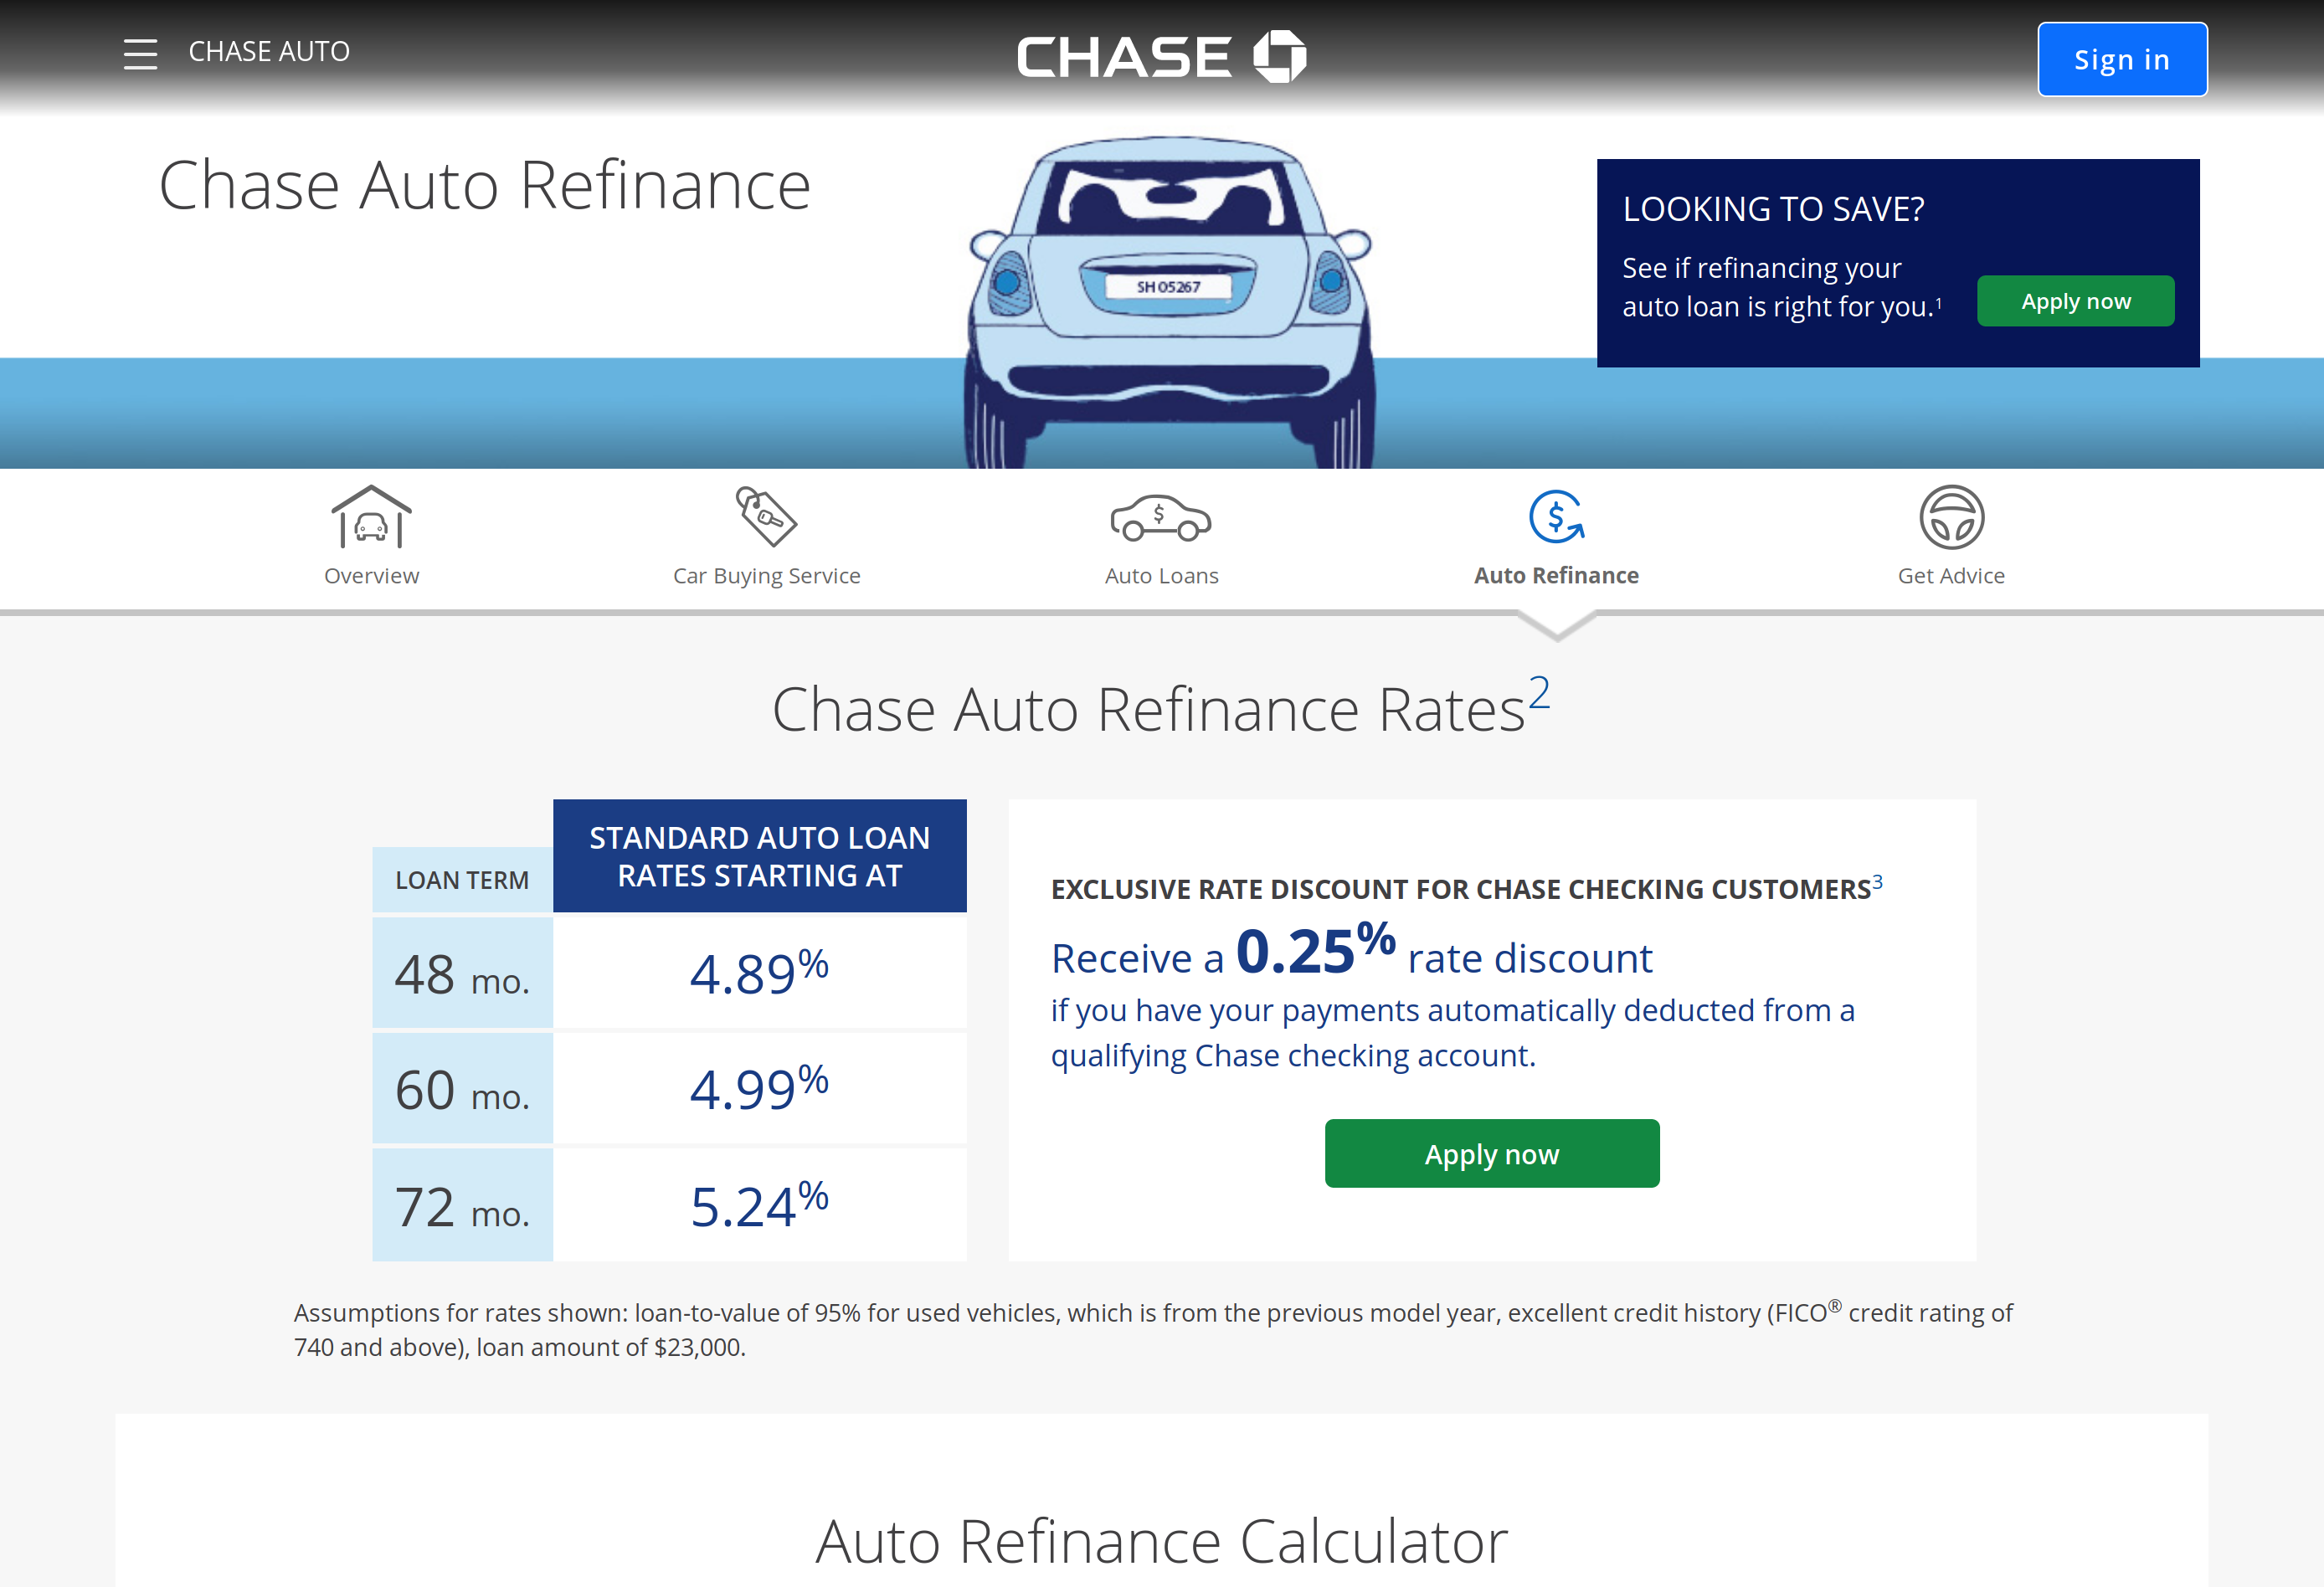 CHASE AUTO
CHASE
Sign in
Chase Auto Refinance
SH 05267
LOOKING TO SAVE?
See if refinancing your
auto loan is right for you.1
Apply now
Overview
Car Buying Service
Auto Loans
Auto Refinance
Get Advice
Chase Auto Refinance Rates2
LOAN TERM
STANDARD AUTO LOAN
RATES STARTING AT
48 mo.
4.89%
60 mo.
4.99%
72 mo.
5.24%
EXCLUSIVE RATE DISCOUNT FOR CHASE CHECKING CUSTOMERS3
Receive a 0.25% rate discount
if you have your payments automatically deducted from a
qualifying Chase checking account.
Apply now
Assumptions for rates shown: loan-to-value of 95% for used vehicles, which is from the previous model year, excellent credit history (FICO® credit rating of
740 and above), loan amount of $23,000.
Auto Refinance Calculator